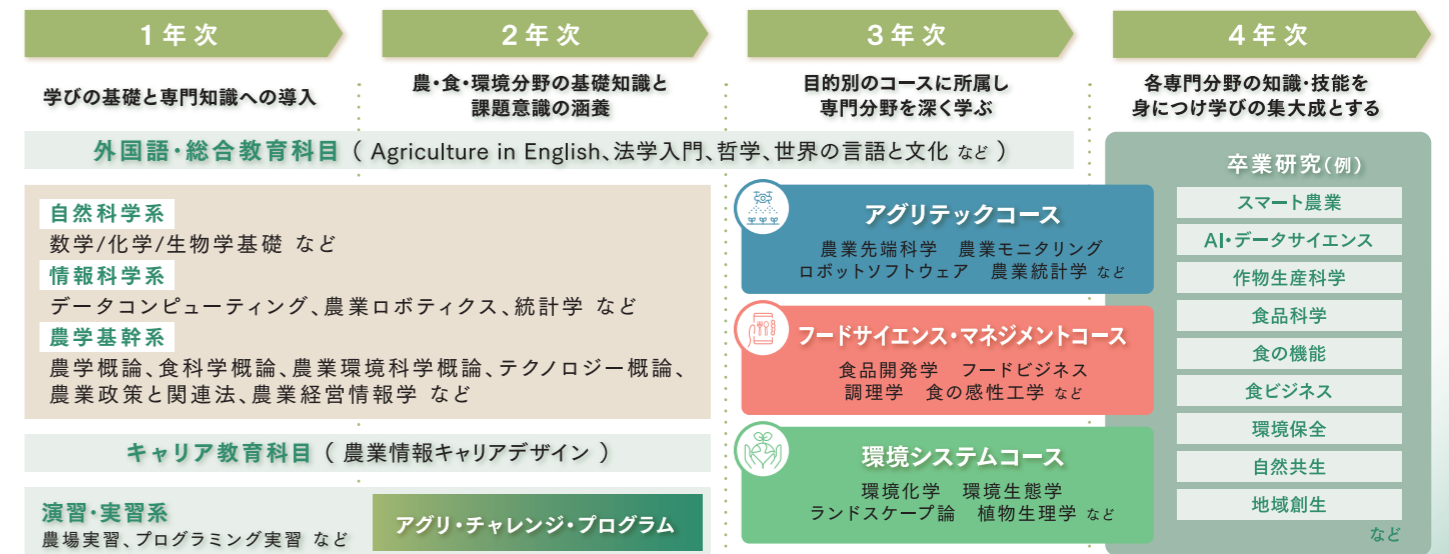 1年次
2年次
3年次
4年次
学びの基礎と専門知識への導入
農・食・環境分野の基礎知識と
課題意識の涵養
目的別のコースに所属し
専門分野を深く学ぶ
各専門分野の知識・技能を
身につけ学びの集大成とする
外国語・総合教育科目（ Agriculture in English、法学入門、哲学、世界の言語と文化 など ）
自然科学系
数学/化学/生物学基礎 など
情報科学系
データコンピューティング、農業ロボティクス、統計学 など
農学基幹系
農学概論、食科学概論、農業環境科学概論、テクノロジー概論、
農業政策と関連法、農業経営情報学 など
キャリア教育科目（ 農業情報キャリアデザイン ）
演習・実習系
農場実習、プログラミング実習 など
アグリ・チャレンジ・プログラム
アグリテックコース
農業先端科学　農業モニタリング
ロボットソフトウェア　農業統計学 など
フードサイエンス・マネジメントコース
食品開発学　フードビジネス
調理学　食の感性工学 など
環境システムコース
環境化学　環境生態学
ランドスケープ論　植物生理学 など
卒業研究(例)
スマート農業
AI・データサイエンス
作物生産科学
食品科学
食の機能
食ビジネス
環境保全
自然共生
地域創生
など